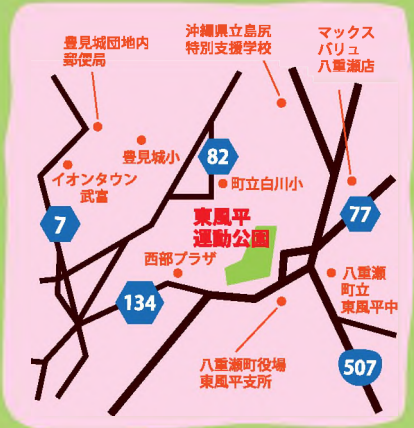 豊見城団地内
郵便局
沖縄県立島尻
特別支援学校
マックス
バリュ
八重瀬店
豊見城小
82
イオンタウン
武富
町立白川小
7
東風平
運動公園
77
西部プラザ
134
八重瀬
町立
東風平中
八重瀬町役場
東風平支所
507